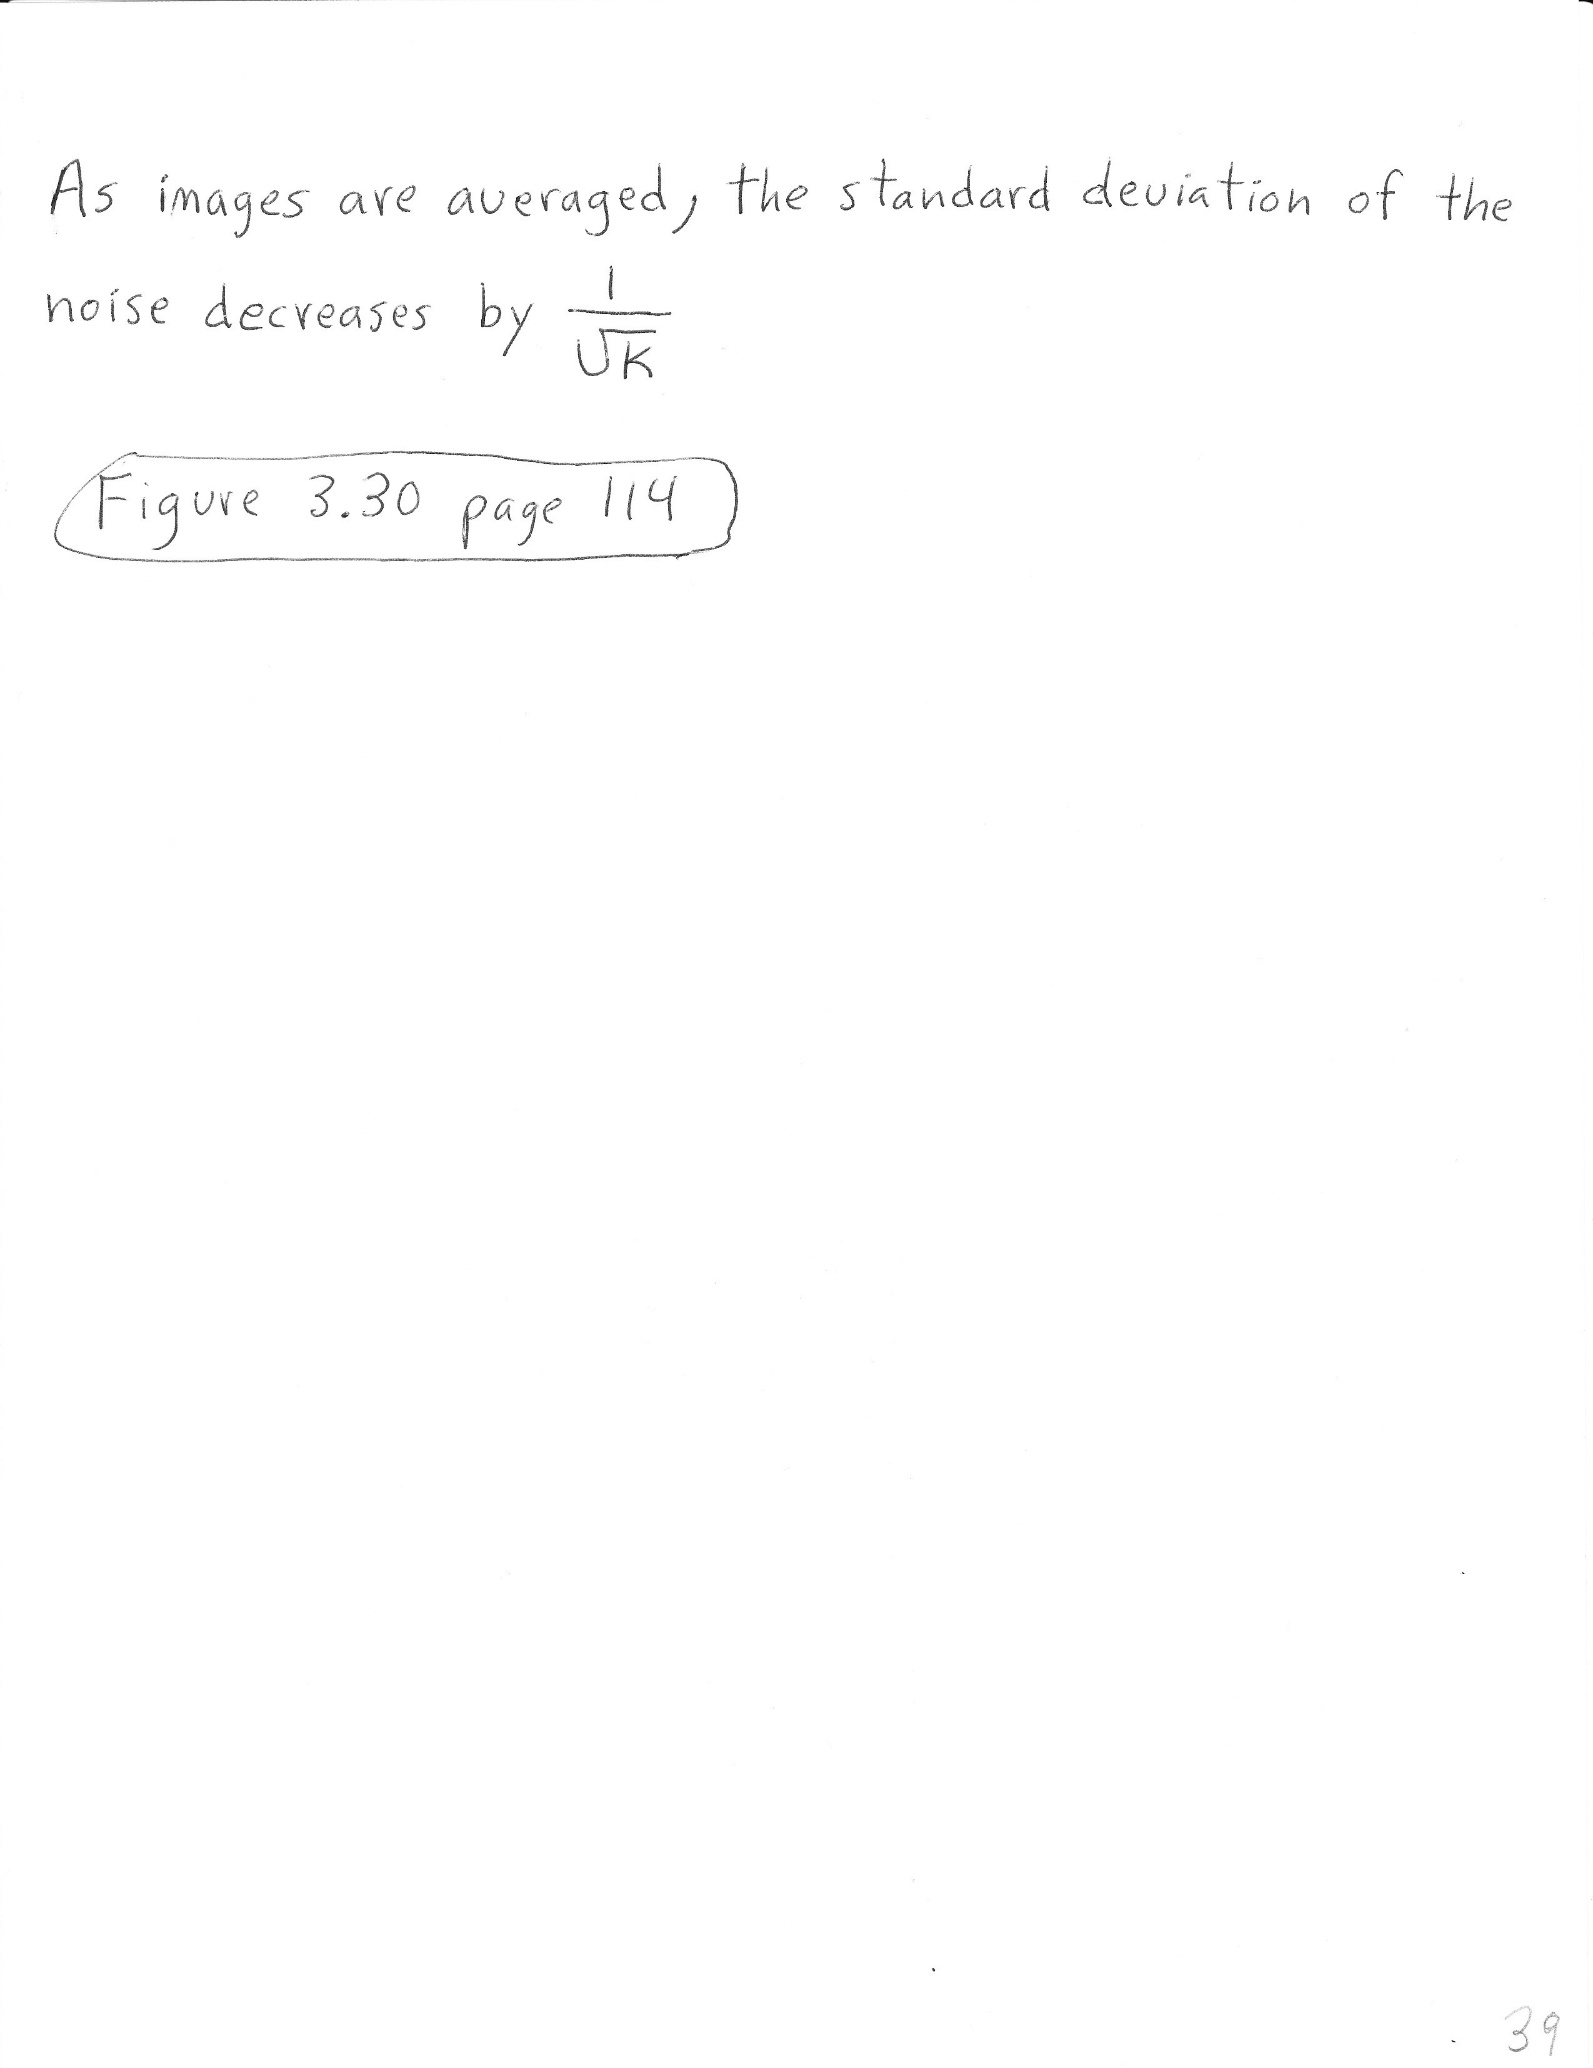 As images are averaged, the standard deviation of the
noise decreases by 1/√K
Figure 3.30 page 114
39